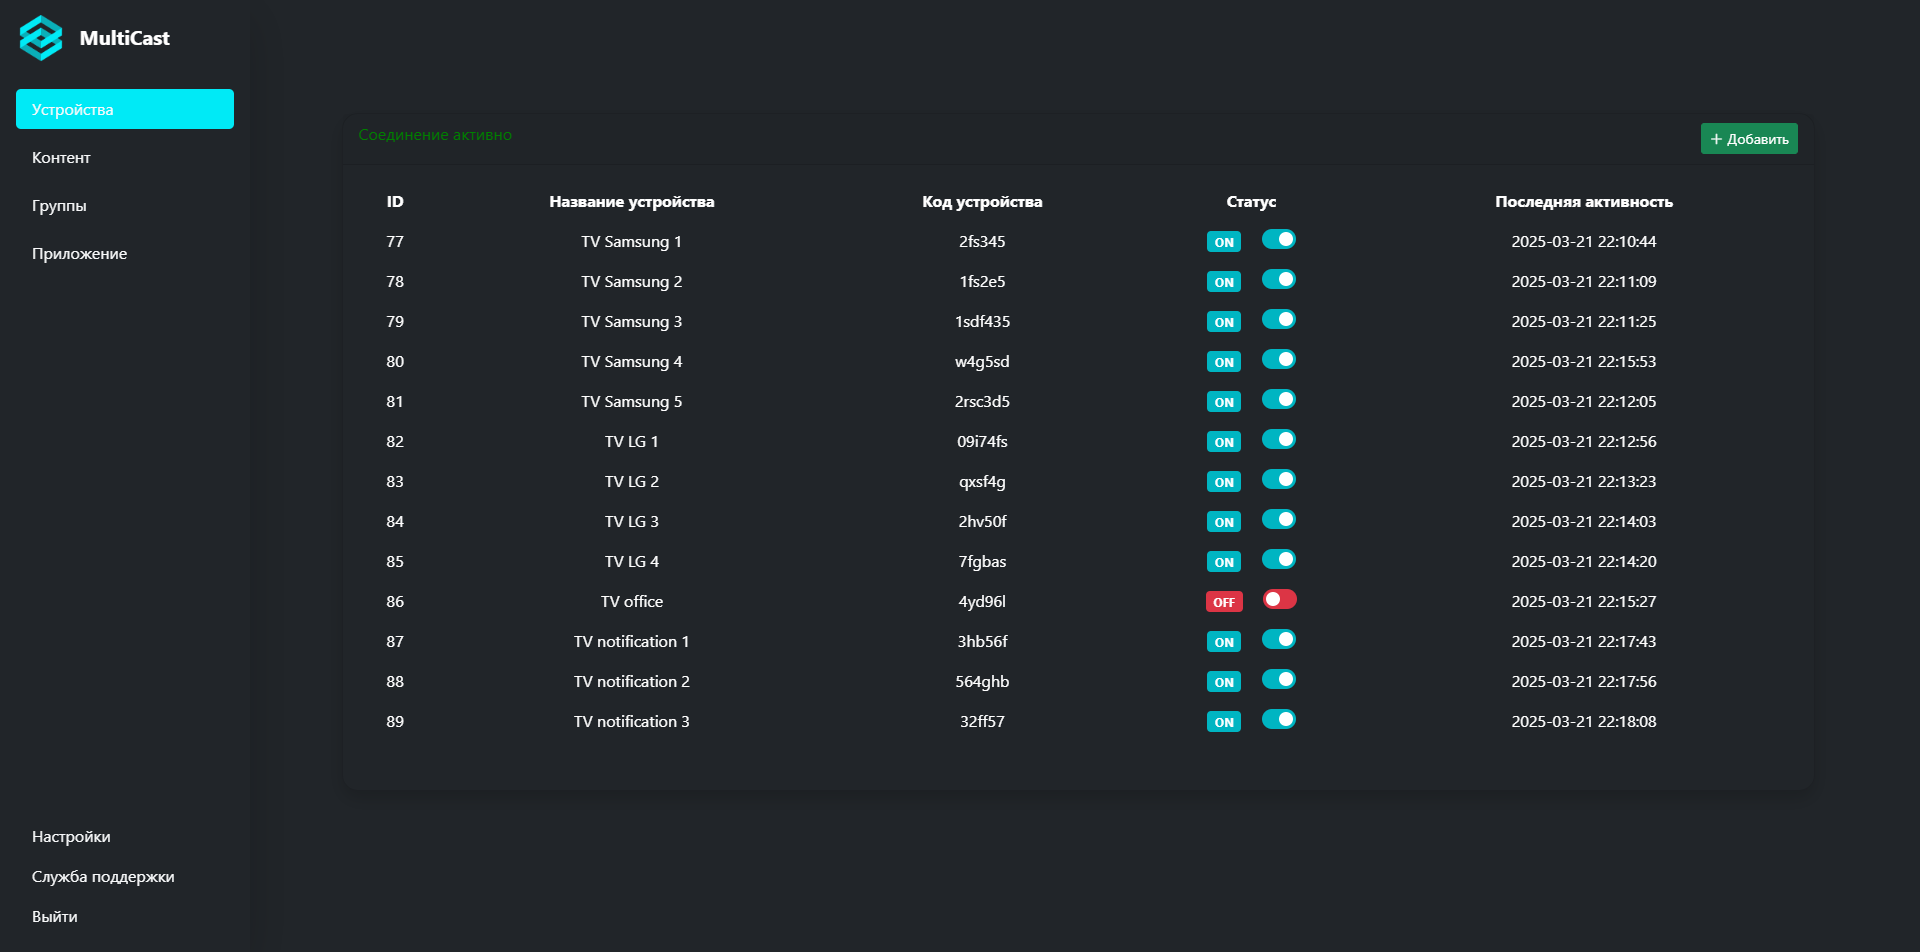 MultiCast
Устройства
Контент
Группы
Приложение
Настройки
Служба поддержки
Выйти
Соединение активно
+ Добавить
ID Название устройства Код устройства Статус Последняя активность
77 TV Samsung 1 2fs345 ON 2025-03-21 22:10:44
78 TV Samsung 2 1fs2e5 ON 2025-03-21 22:11:09
79 TV Samsung 3 1sdf435 ON 2025-03-21 22:11:25
80 TV Samsung 4 w4g5sd ON 2025-03-21 22:15:53
81 TV Samsung 5 2rsc3d5 ON 2025-03-21 22:12:05
82 TV LG 1 09i74fs ON 2025-03-21 22:12:56
83 TV LG 2 qxsf4g ON 2025-03-21 22:13:23
84 TV LG 3 2hv50f ON 2025-03-21 22:14:03
85 TV LG 4 7fgbas ON 2025-03-21 22:14:20
86 TV office 4yd96l OFF 2025-03-21 22:15:27
87 TV notification 1 3hb56f ON 2025-03-21 22:17:43
88 TV notification 2 564ghb ON 2025-03-21 22:17:56
89 TV notification 3 32ff57 ON 2025-03-21 22:18:08